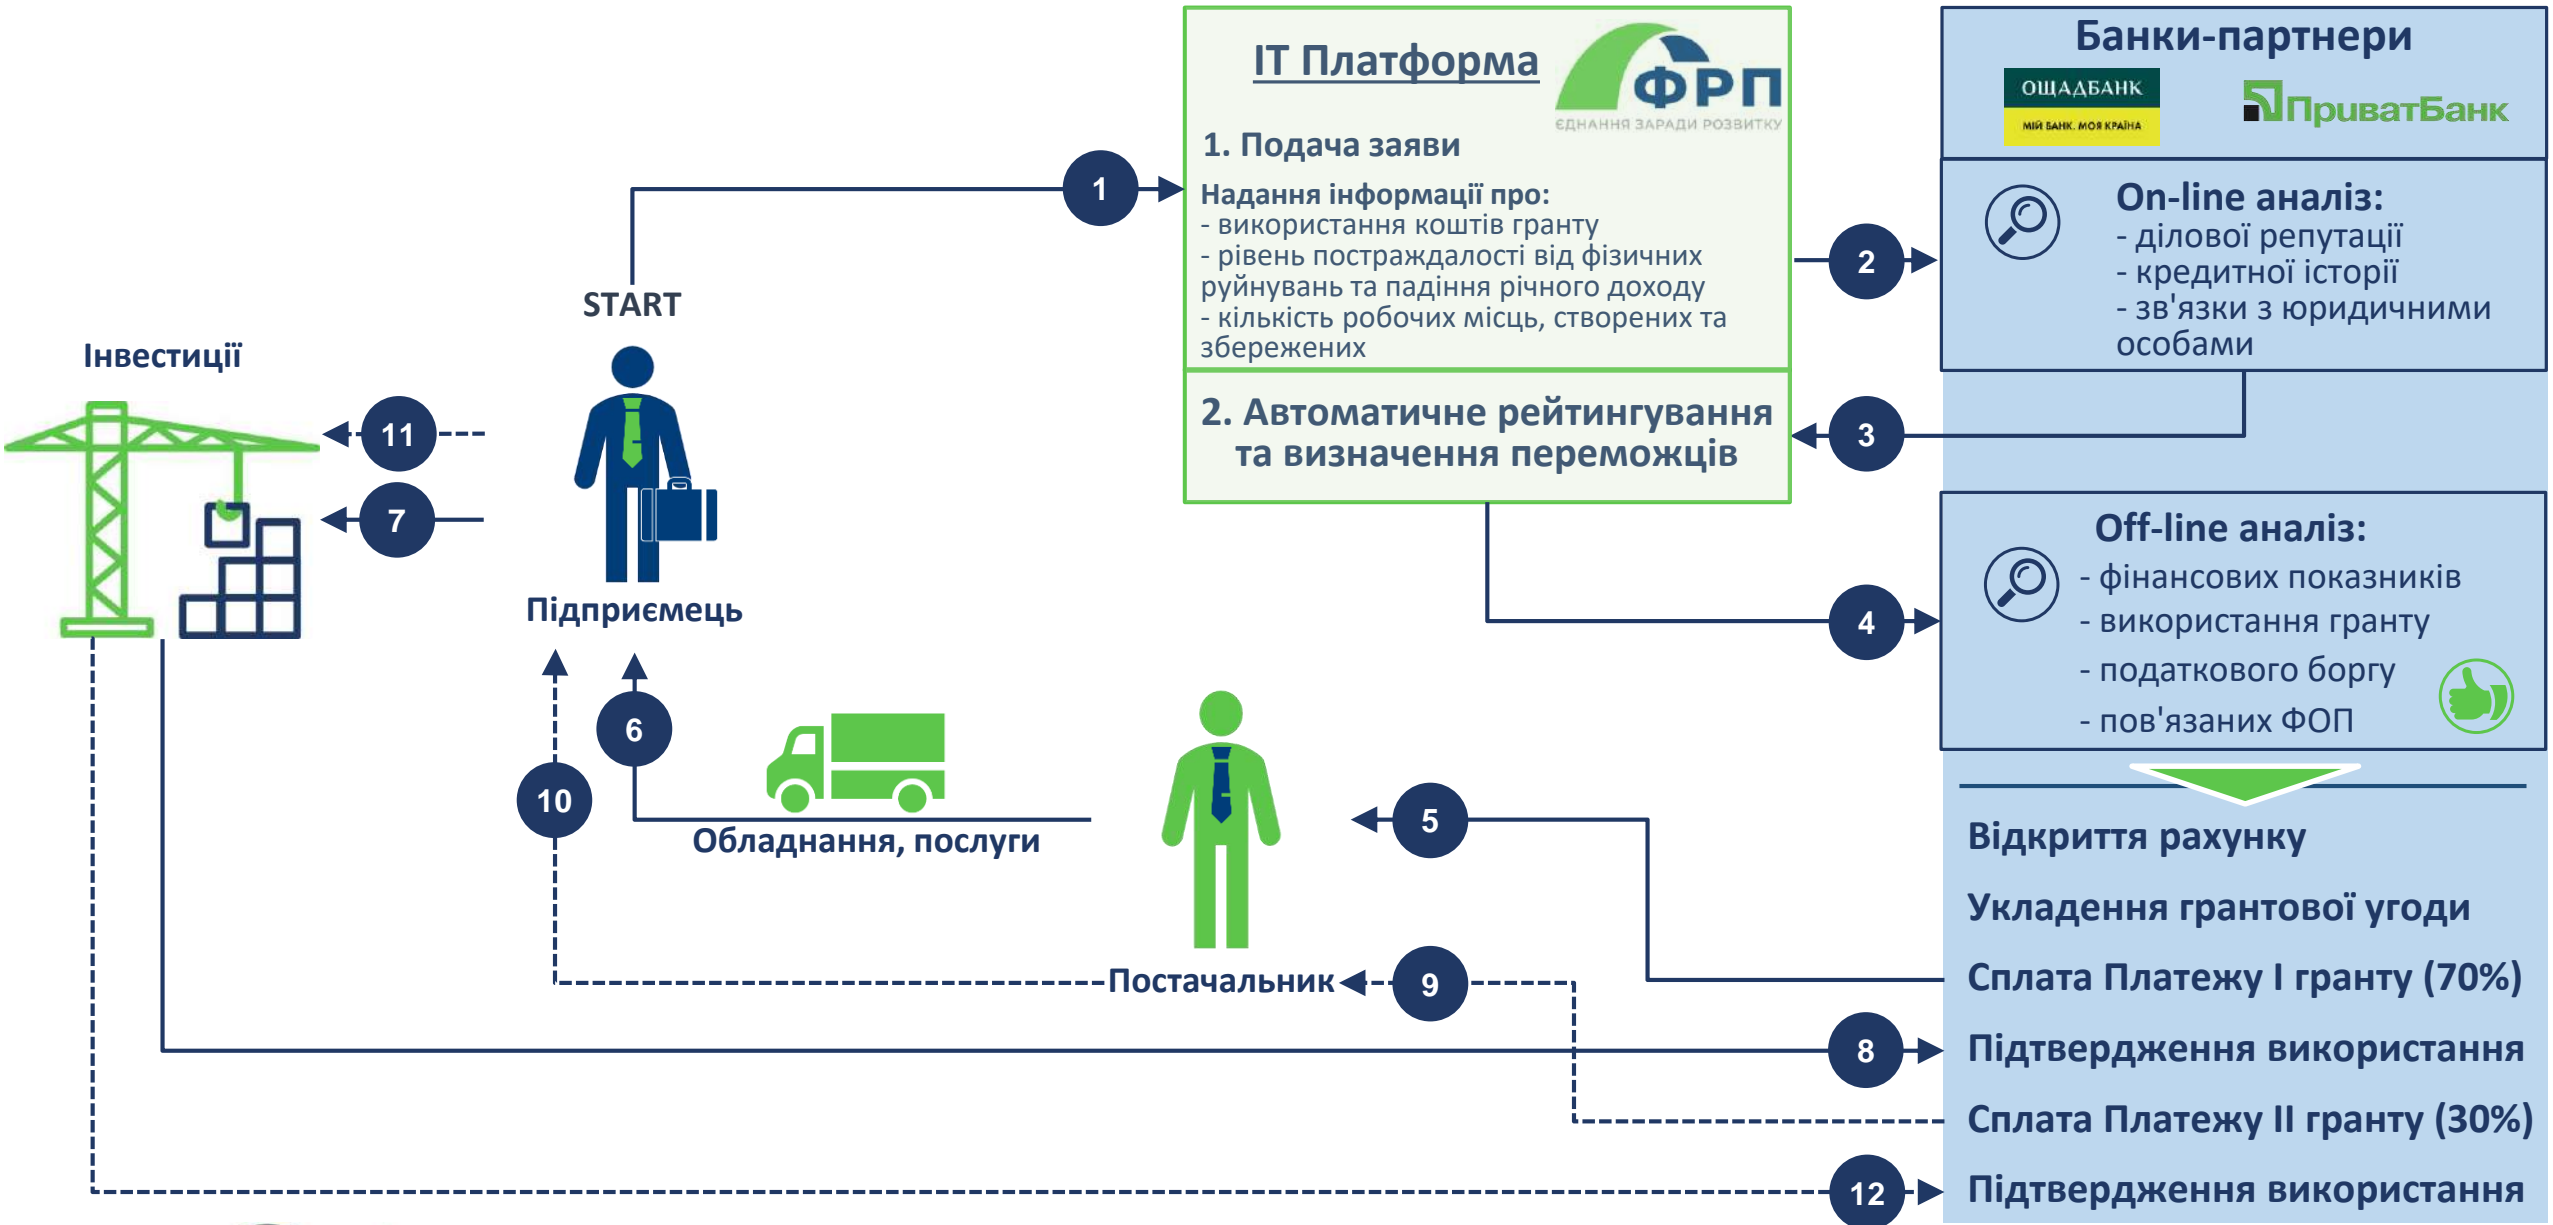 ІТ Платформа
ФРП
ЄДНАННЯ ЗАРАДИ РОЗВИТКУ
1. Подача заяви
Надання інформації про:
- використання коштів гранту
- рівень постраждалості від фізичних
руйнувань та падіння річного доходу
- кількість робочих місць, створених та
збережених
2. Автоматичне рейтингування
та визначення переможців
Банки-партнери
ОЩАДБАНК
МІЙ БАНК. МОЯ КРАЇНА
ПриватБанк
On-line аналіз:
- ділової репутації
- кредитної історії
- зв'язки з юридичними
особами
Off-line аналіз:
- фінансових показників
- використання гранту
- податкового боргу
- пов'язаних ФОП
Відкриття рахунку
Укладення грантової угоди
Сплата Платежу І гранту (70%)
Підтвердження використання
Сплата Платежу ІІ гранту (30%)
Підтвердження використання
START
Інвестиції
Підприємець
Обладнання, послуги
Постачальник
1
2
3
4
5
6
7
8
9
10
11
12